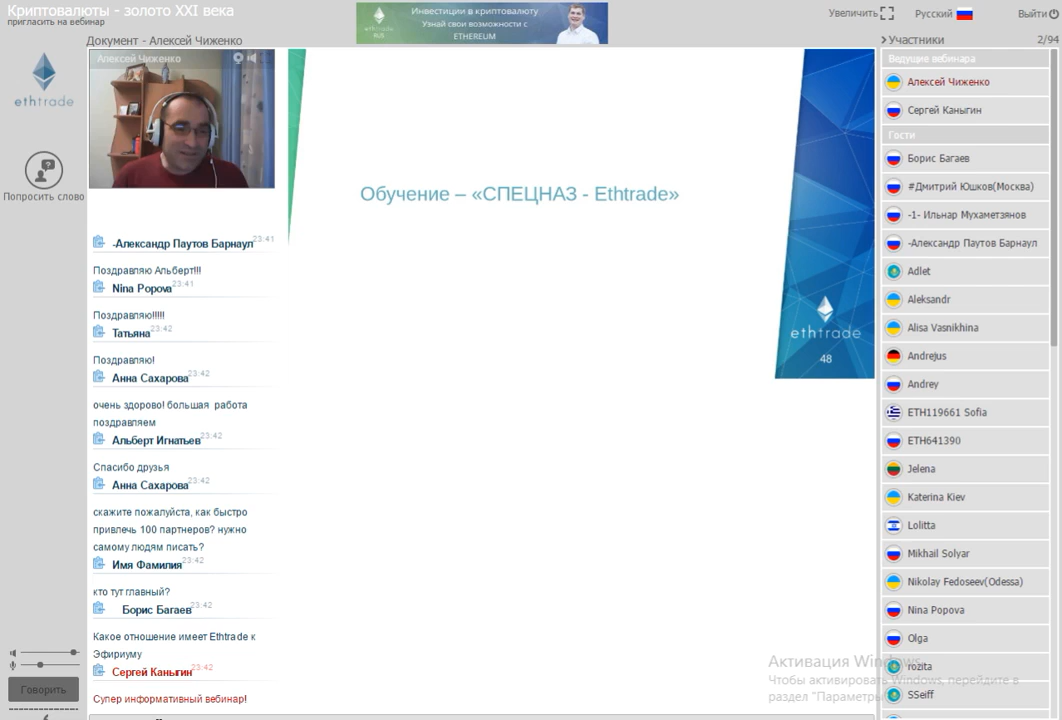 Криптовалюты - золото XXI века
пригласить на вебинар
ETHEREUM
RUS
Инвестиции в криптовалюту
Узнай свои возможности с
ETHEREUM
Увеличить
Русский
Выйти
Документ - Алексей Чиженко
Участники 2/94
ethtrade
Попросить слово
Говорить
Алексей Чиженко
-Александр Паутов Барнаул 23:41
Поздравляю Альберт!!!
Nina Popova 23:41
Поздравляю!!!!!
Татьяна 23:42
Поздравляю!
Анна Сахарова 23:42
очень здорово! большая работа
поздравляем
Альберт Игнатьев 23:42
Спасибо друзья
Анна Сахарова 23:42
скажите пожалуйста, как быстро
привлечь 100 партнеров? нужно
самому людям писать?
Имя Фамилия 23:42
кто тут главный?
Борис Багаев 23:42
Какое отношение имеет Ethtrade к
Эфириуму
Сергей Каныгин 23:42
Супер информативный вебинар!
Обучение – «СПЕЦНАЗ - Ethtrade»
ethtrade
48
Ведущие вебинара
Алексей Чиженко
Сергей Каныгин
Гости
Борис Багаев
#Дмитрий Юшков(Москва)
-1- Ильнар Мухаметзянов
-Александр Паутов Барнаул
Adlet
Aleksandr
Alisa Vasnikhina
Andrejus
Andrey
ETH119661 Sofia
ETH641390
Jelena
Katerina Kiev
Lolitta
Mikhail Solyar
Nikolay Fedoseev(Odessa)
Nina Popova
Olga
rozita
SSeiff
Активация Windows
Чтобы активировать Windows, перейдите в
раздел "Параметры